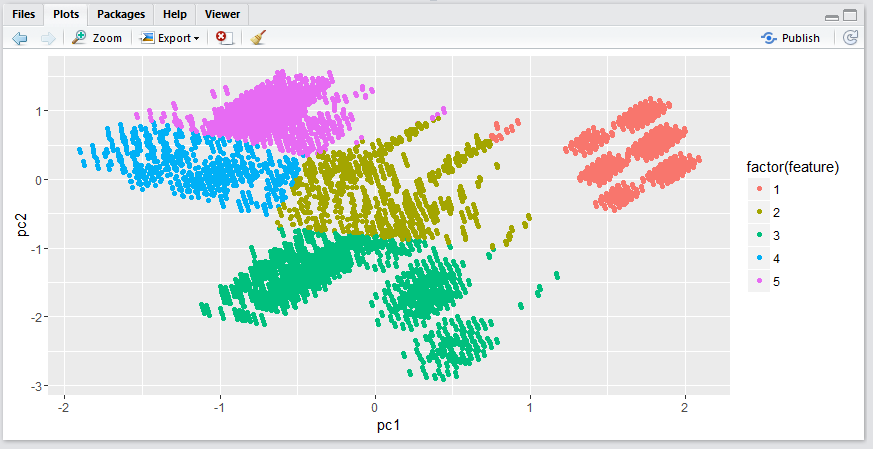 Files Plots Packages Help Viewer
Zoom Export Publish
1
0
-1
-2
-3
pc2
-2 -1 0 1 2
pc1
factor(feature)
1
2
3
4
5